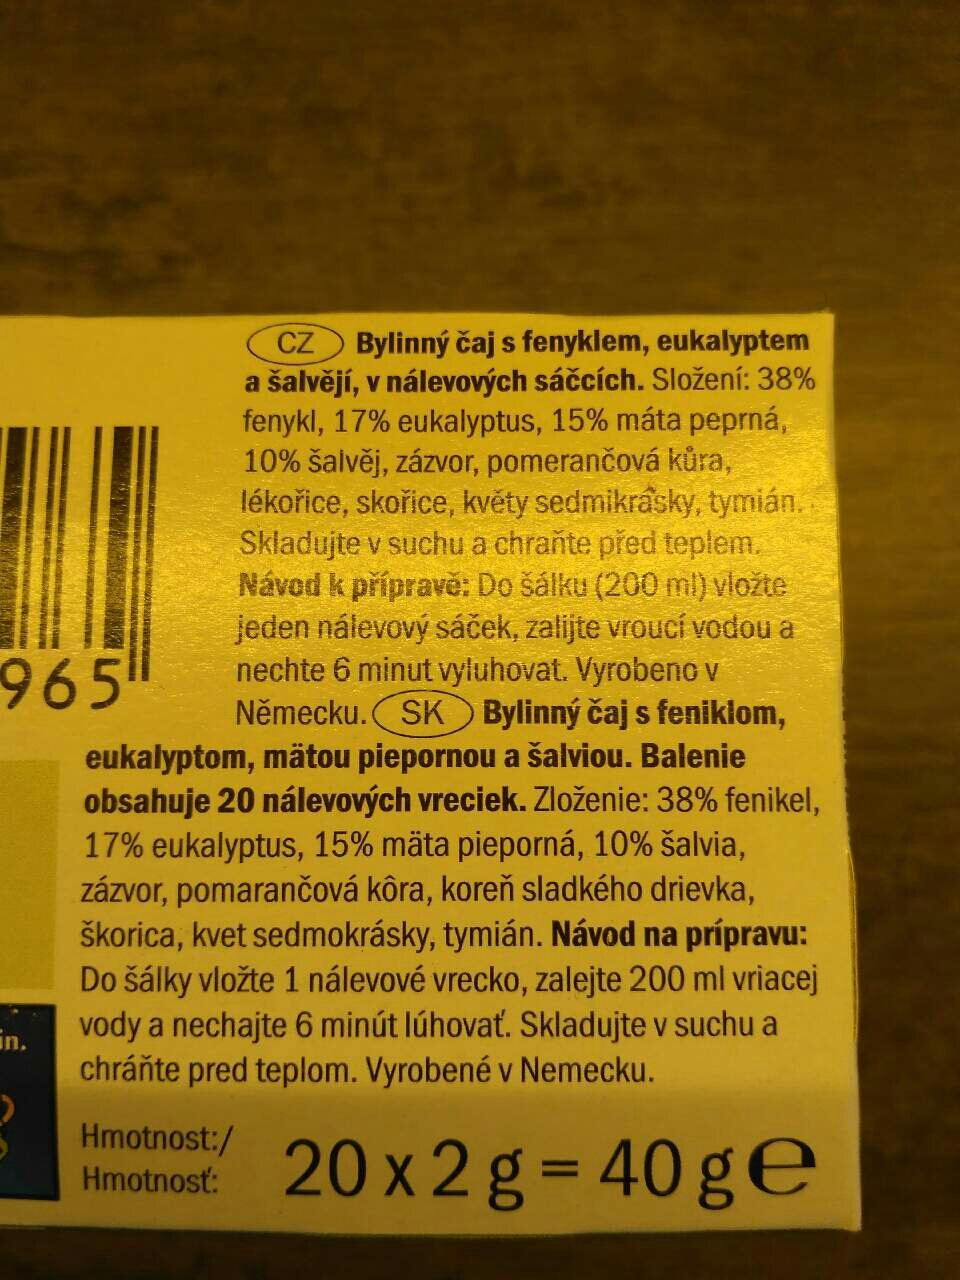 CZ Bylinný čaj s fenyklem, eukalyptem
a šalvějí, v nálevových sáčcích. Složení: 38%
fenykl, 17% eukalyptus, 15% máta peprná,
10% šalvěj, zázvor, pomerančová kůra,
lékořice, skořice, květy sedmikrásky, tymián.
Skladujte v suchu a chraňte před teplem.
Návod k přípravě: Do šálku (200 ml) vložte
jeden nálevový sáček, zalijte vroucí vodou a
nechte 6 minut vyluhovat. Vyrobeno v
Německu. SK Bylinný čaj s feniklom,
eukalyptom, mätou piepornou a šalviou. Balenie
obsahuje 20 nálevových vreciek. Zloženie: 38% fenikel,
17% eukalyptus, 15% mäta pieporná, 10% šalvia,
zázvor, pomarančová kôra, koreň sladkého drievka,
škorica, kvet sedmokrásky, tymián. Návod na prípravu:
Do šálky vložte 1 nálevové vrecko, zalejte 200 ml vriacej
vody a nechajte 6 minút lúhovať. Skladujte v suchu a
chráňte pred teplom. Vyrobené v Nemecku.
Hmotnost:/
Hmotnosť:
20 x 2 g = 40 g e
965
in.